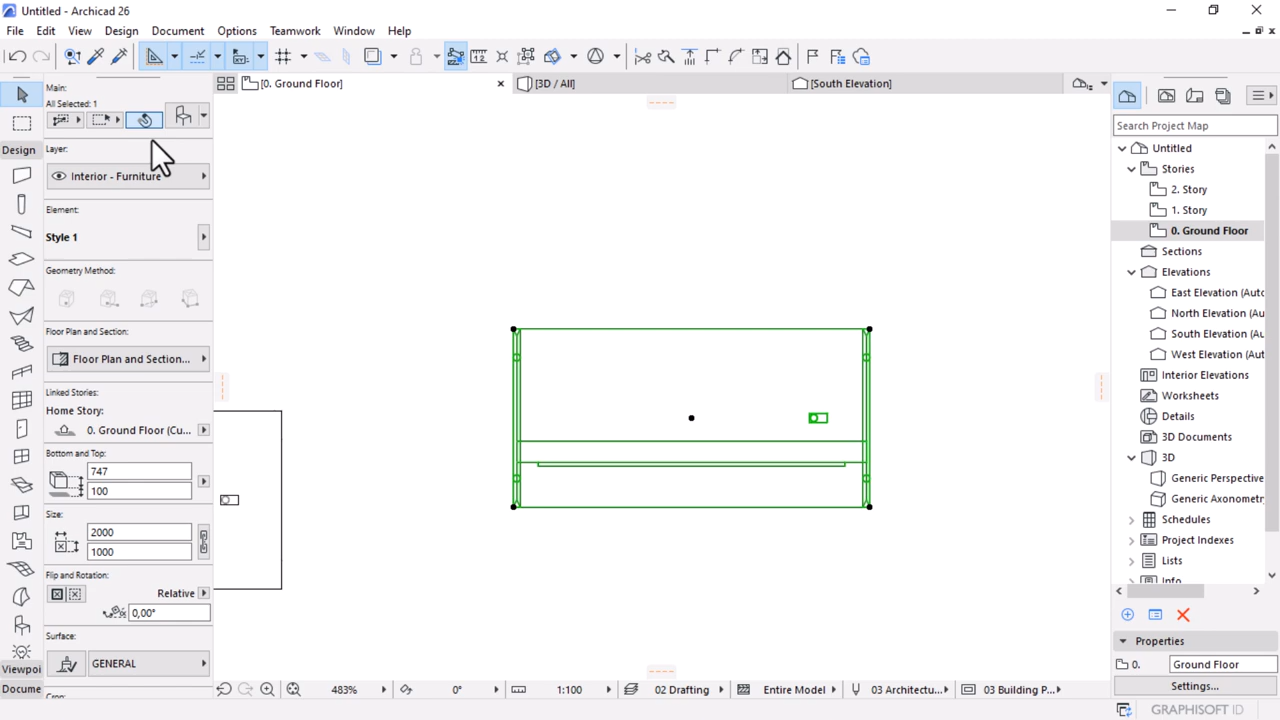 Untitled - Archicad 26
File Edit View Design Document Options Teamwork Window Help
[0. Ground Floor]
[3D / All]
[South Elevation]
Main:
All Selected: 1
Layer:
Interior - Furniture
Element:
Style 1
Geometry Method:
Floor Plan and Section:
Floor Plan and Section...
Linked Stories:
Home Story:
0. Ground Floor (Cu...
Bottom and Top:
747
100
Size:
2000
1000
Flip and Rotation:
Relative
0,00°
Surface:
GENERAL
Design
Viewpoi
Docume
Search Project Map
Untitled
Stories
2. Story
1. Story
0. Ground Floor
Sections
Elevations
East Elevation (Auto
North Elevation (Au
South Elevation (Au
West Elevation (Aut
Interior Elevations
Worksheets
Details
3D Documents
3D
Generic Perspective
Generic Axonometr
Schedules
Project Indexes
Lists
Info
Properties
0. Ground Floor
Settings...
483% 0° 1:100 02 Drafting Entire Model 03 Architectu... 03 Building P...
GRAPHISOFT ID